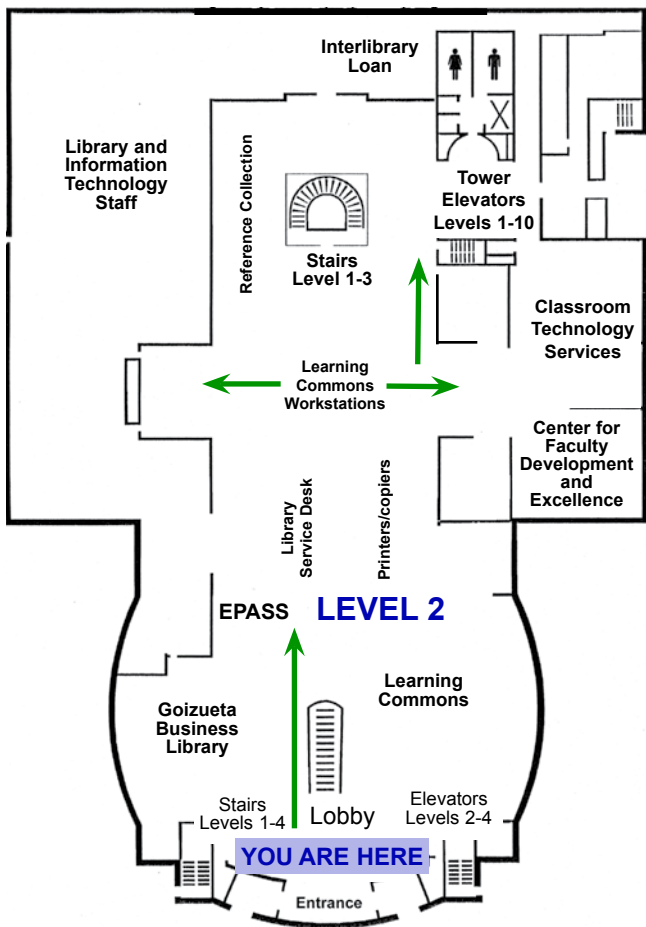 Interlibrary
Loan
Library and
Information
Technology
Staff
Reference Collection
Tower
Elevators
Levels 1-10
Stairs
Level 1-3
Classroom
Technology
Services
Learning
Commons
Workstations
Center for
Faculty
Development
and
Excellence
Library
Service Desk
Printers/copiers
EPASS
LEVEL 2
Learning
Commons
Goizueta
Business
Library
Stairs
Levels 1-4
Lobby
Elevators
Levels 2-4
YOU ARE HERE
Entrance